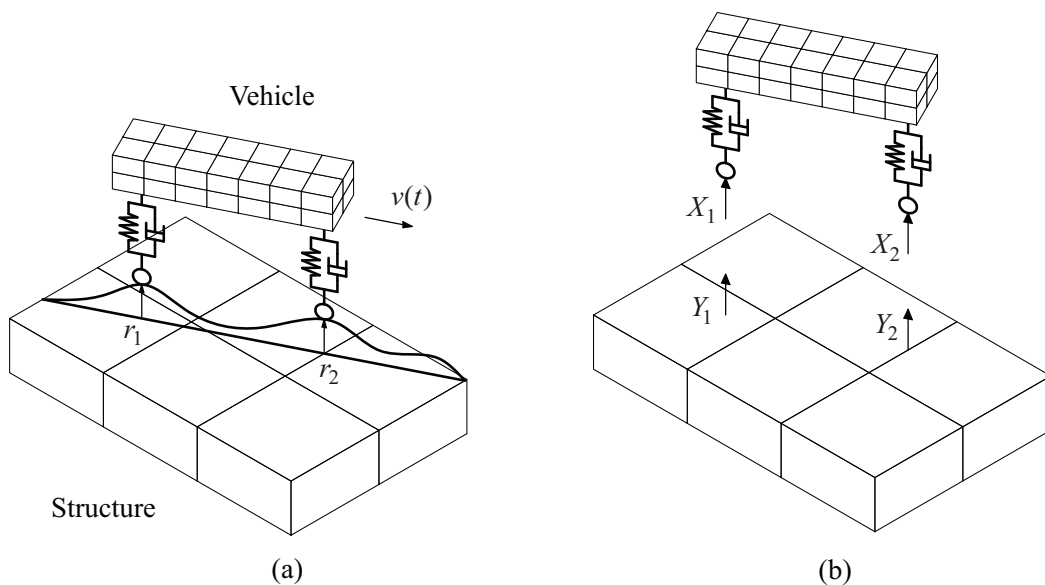 Vehicle
v(t)
r1
r2
Structure
(a)
X1
X2
Y1
Y2
(b)